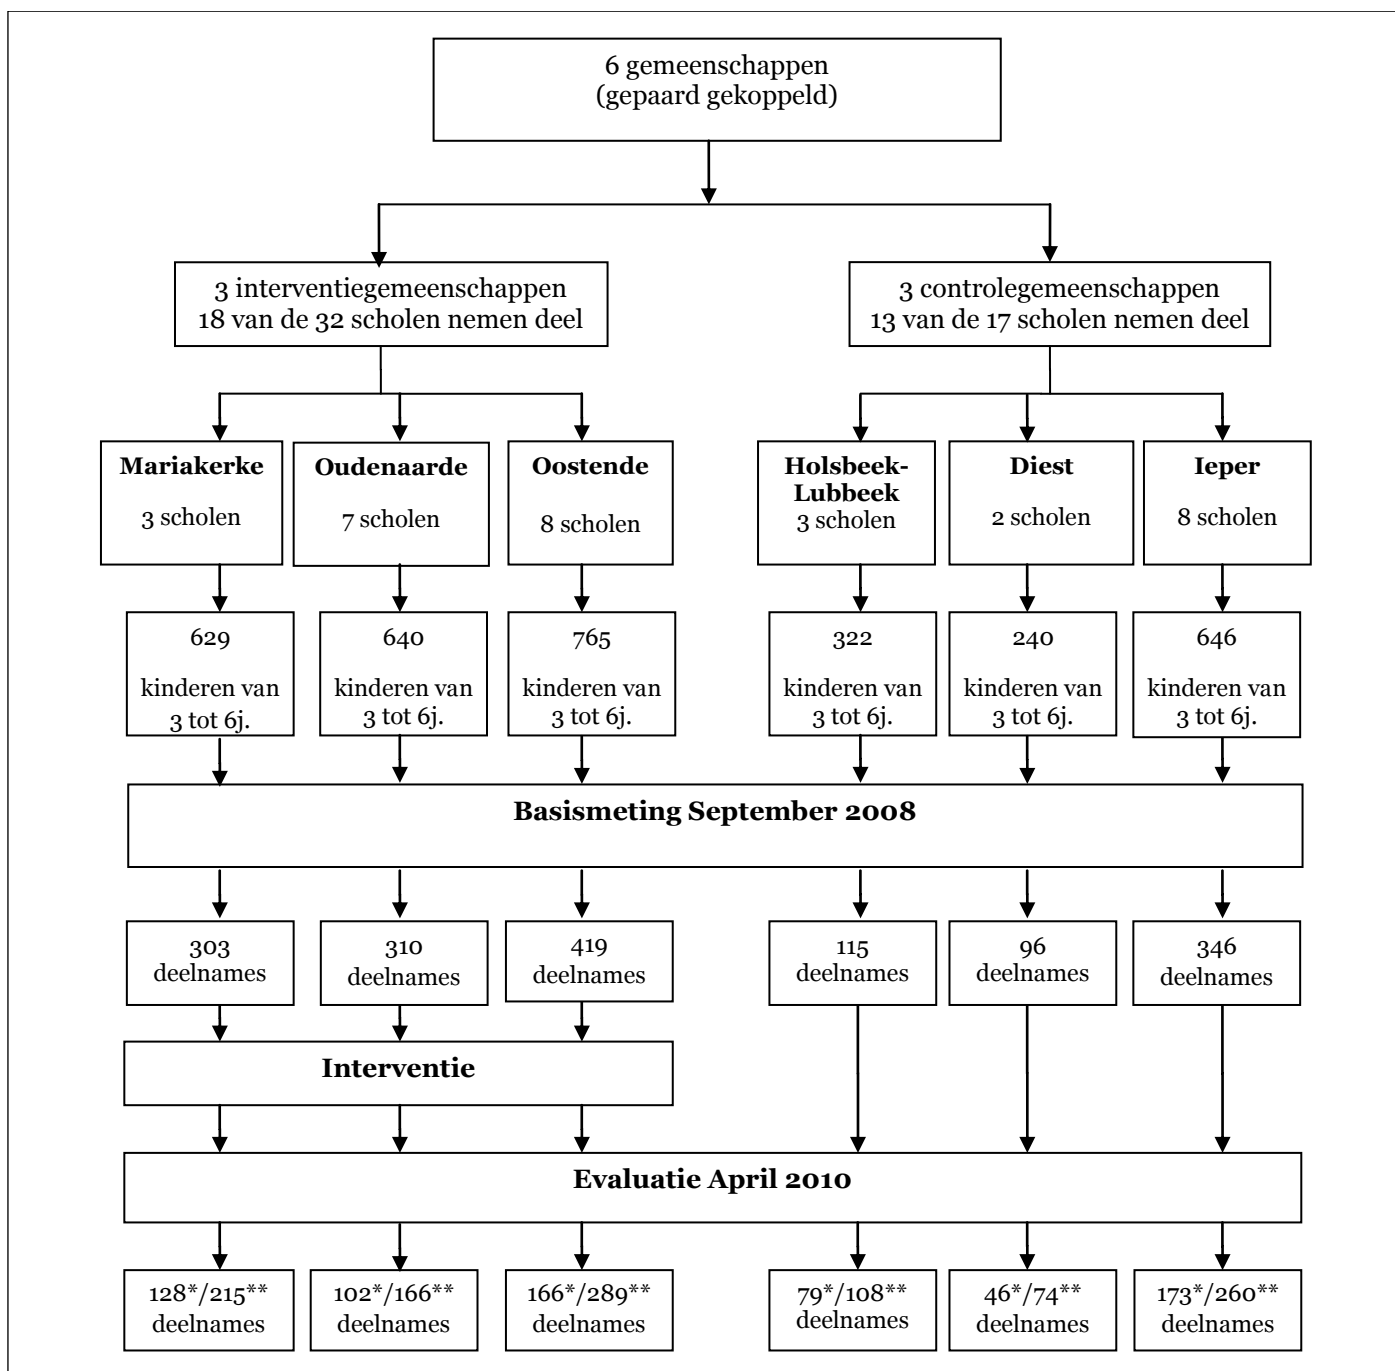 6 gemeenschappen
(gepaard gekoppeld)
3 interventiegemeenschappen
18 van de 32 scholen nemen deel
3 controlegemeenschappen
13 van de 17 scholen nemen deel
Mariakerke
3 scholen
Oudenaarde
7 scholen
Oostende
8 scholen
Holsbeek-
Lubbeek
3 scholen
Diest
2 scholen
Ieper
8 scholen
629
kinderen van
3 tot 6j.
640
kinderen van
3 tot 6j.
765
kinderen van
3 tot 6j.
322
kinderen van
3 tot 6j.
240
kinderen van
3 tot 6j.
646
kinderen van
3 tot 6j.
Basismeting September 2008
303
deelnames
310
deelnames
419
deelnames
115
deelnames
96
deelnames
346
deelnames
Interventie
Evaluatie April 2010
128*/215**
deelnames
102*/166**
deelnames
166*/289**
deelnames
79*/108**
deelnames
46*/74**
deelnames
173*/260**
deelnames